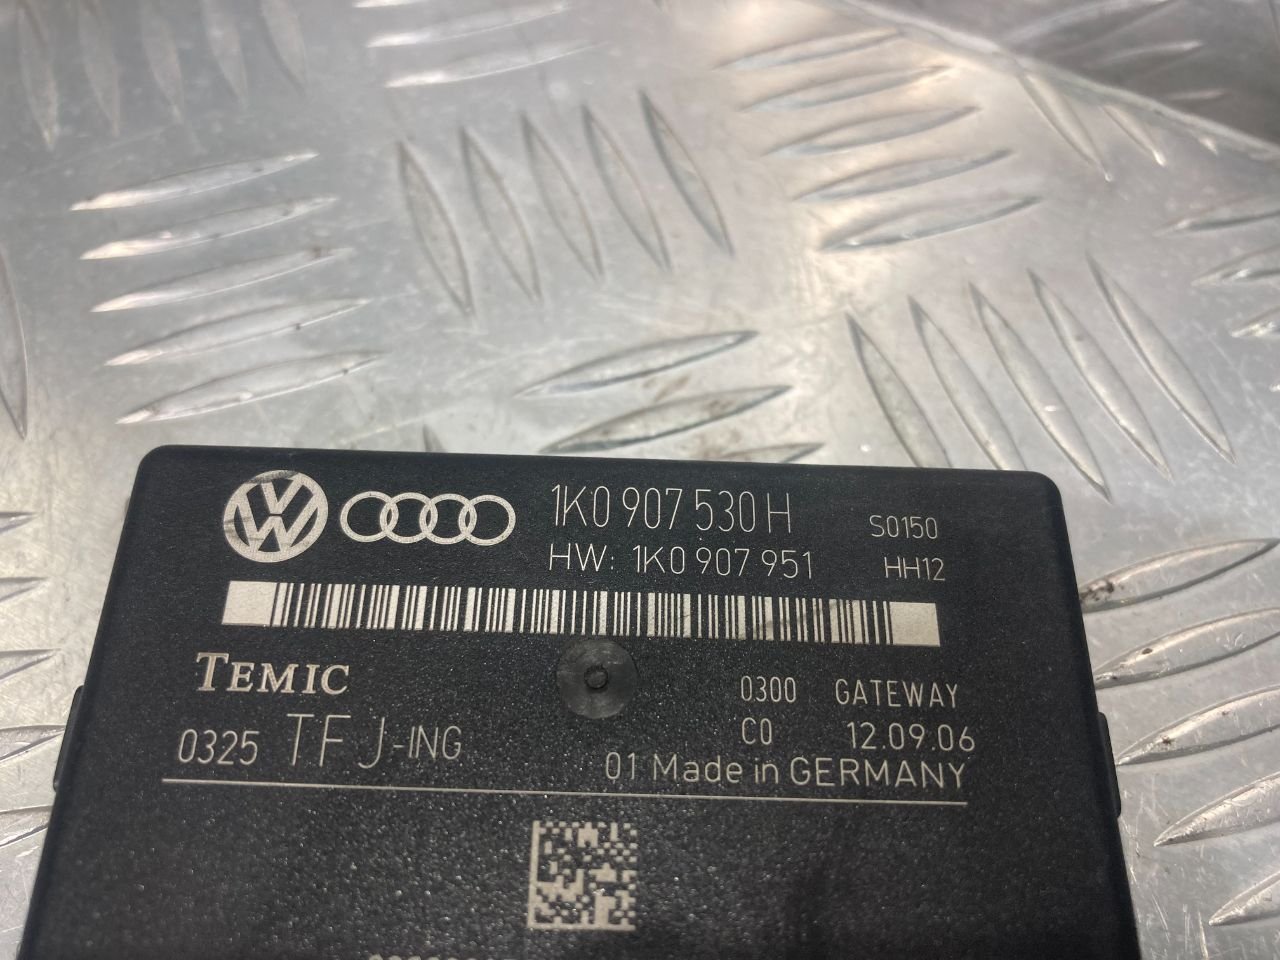 1K0 907 530 H S0150
HW: 1K0 907 951 HH12
TEMIC
0300 GATEWAY
0325 TF J-ING C0 12.09.06
01 Made in GERMANY